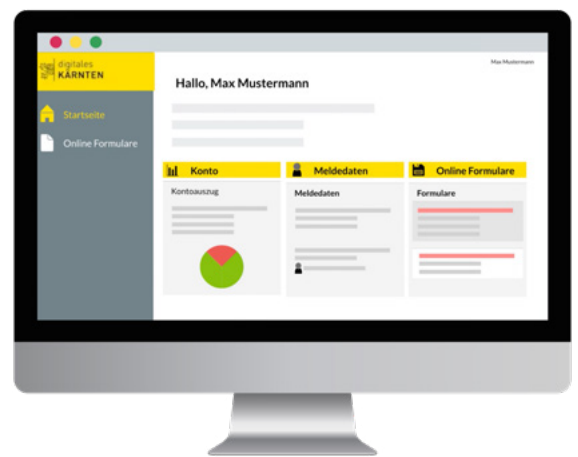 digitales
KÄRNTEN
Max Mustermann
Hallo, Max Mustermann
Startseite
Online Formulare
Konto
Meldedaten
Online Formulare
Kontoauszug
Meldedaten
Formulare